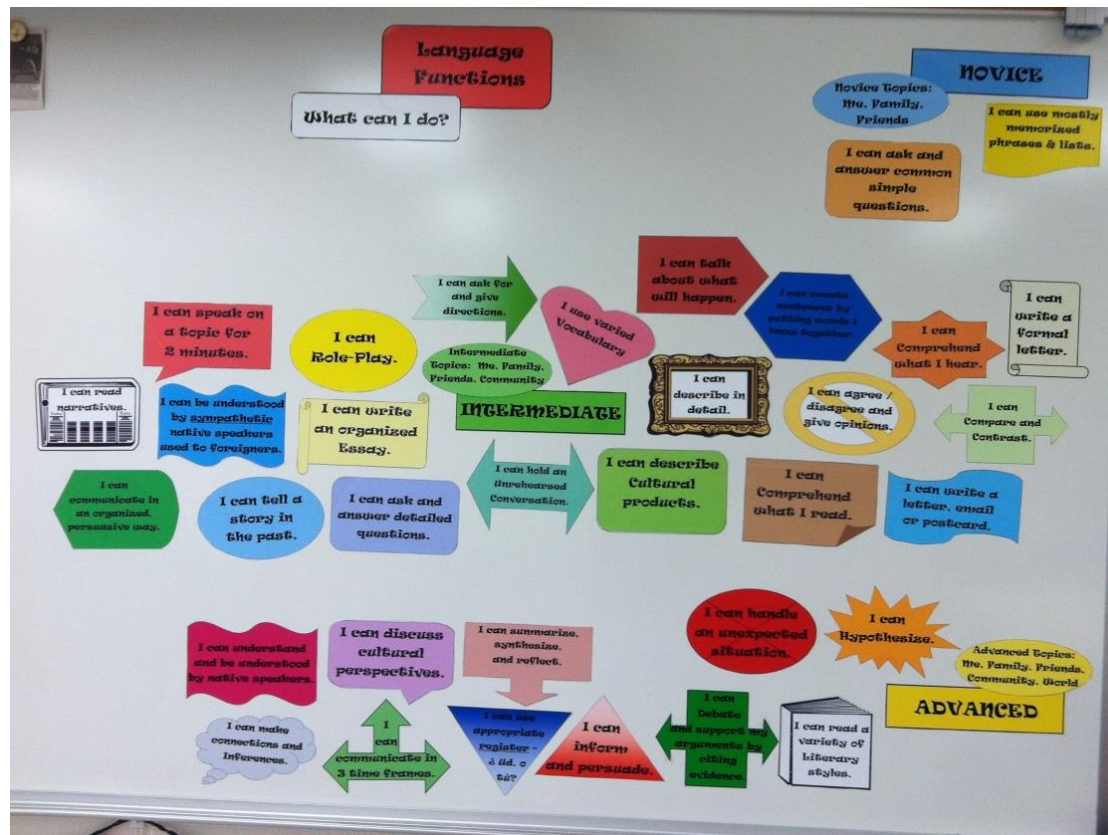 Language
Functions
What can I do?
NOVICE
Novice Topics:
Me, Family,
Friends
I can use mostly
memorized
phrases & lists.
I can ask and
answer common
simple
questions.
I can speak on
a topic for
2 minutes.
I can
Role-Play.
I can ask for
and give
directions.
I use varied
Vocabulary
I can talk
about what
will happen.
I can create
sentences by
putting words I
know together.
I can
Comprehend
what I hear.
I can
write a
formal
letter.
I can read
narratives.
I can be understood
by sympathetic
native speakers
used to foreigners.
I can write
an organized
Essay.
Intermediate
Topics: Me, Family,
Friends, Community
INTERMEDIATE
I can
describe in
detail.
I can agree /
disagree and
give opinions.
I can
Compare and
Contrast.
I can
communicate in
an organized,
persuasive way.
I can tell a
story in
the past.
I can ask and
answer detailed
questions.
I can hold an
Unrehearsed
Conversation.
I can describe
Cultural
products.
I can
Comprehend
what I read.
I can write a
letter, email
or postcard.
I can understand
and be understood
by native speakers.
I can discuss
cultural
perspectives.
I can summarize,
synthesize,
and reflect.
I can handle
an unexpected
situation.
I can
Hypothesize.
Advanced Topics:
Me, Family, Friends,
Community, World
ADVANCED
I can make
connections and
Inferences.
I
can
communicate in
3 time frames.
I can use
appropriate
register -
¿Ud. o
tú?
I can
inform
and persuade.
I can
Debate
and support my
arguments by
citing
evidence.
I can read a
variety of
Literary
styles.